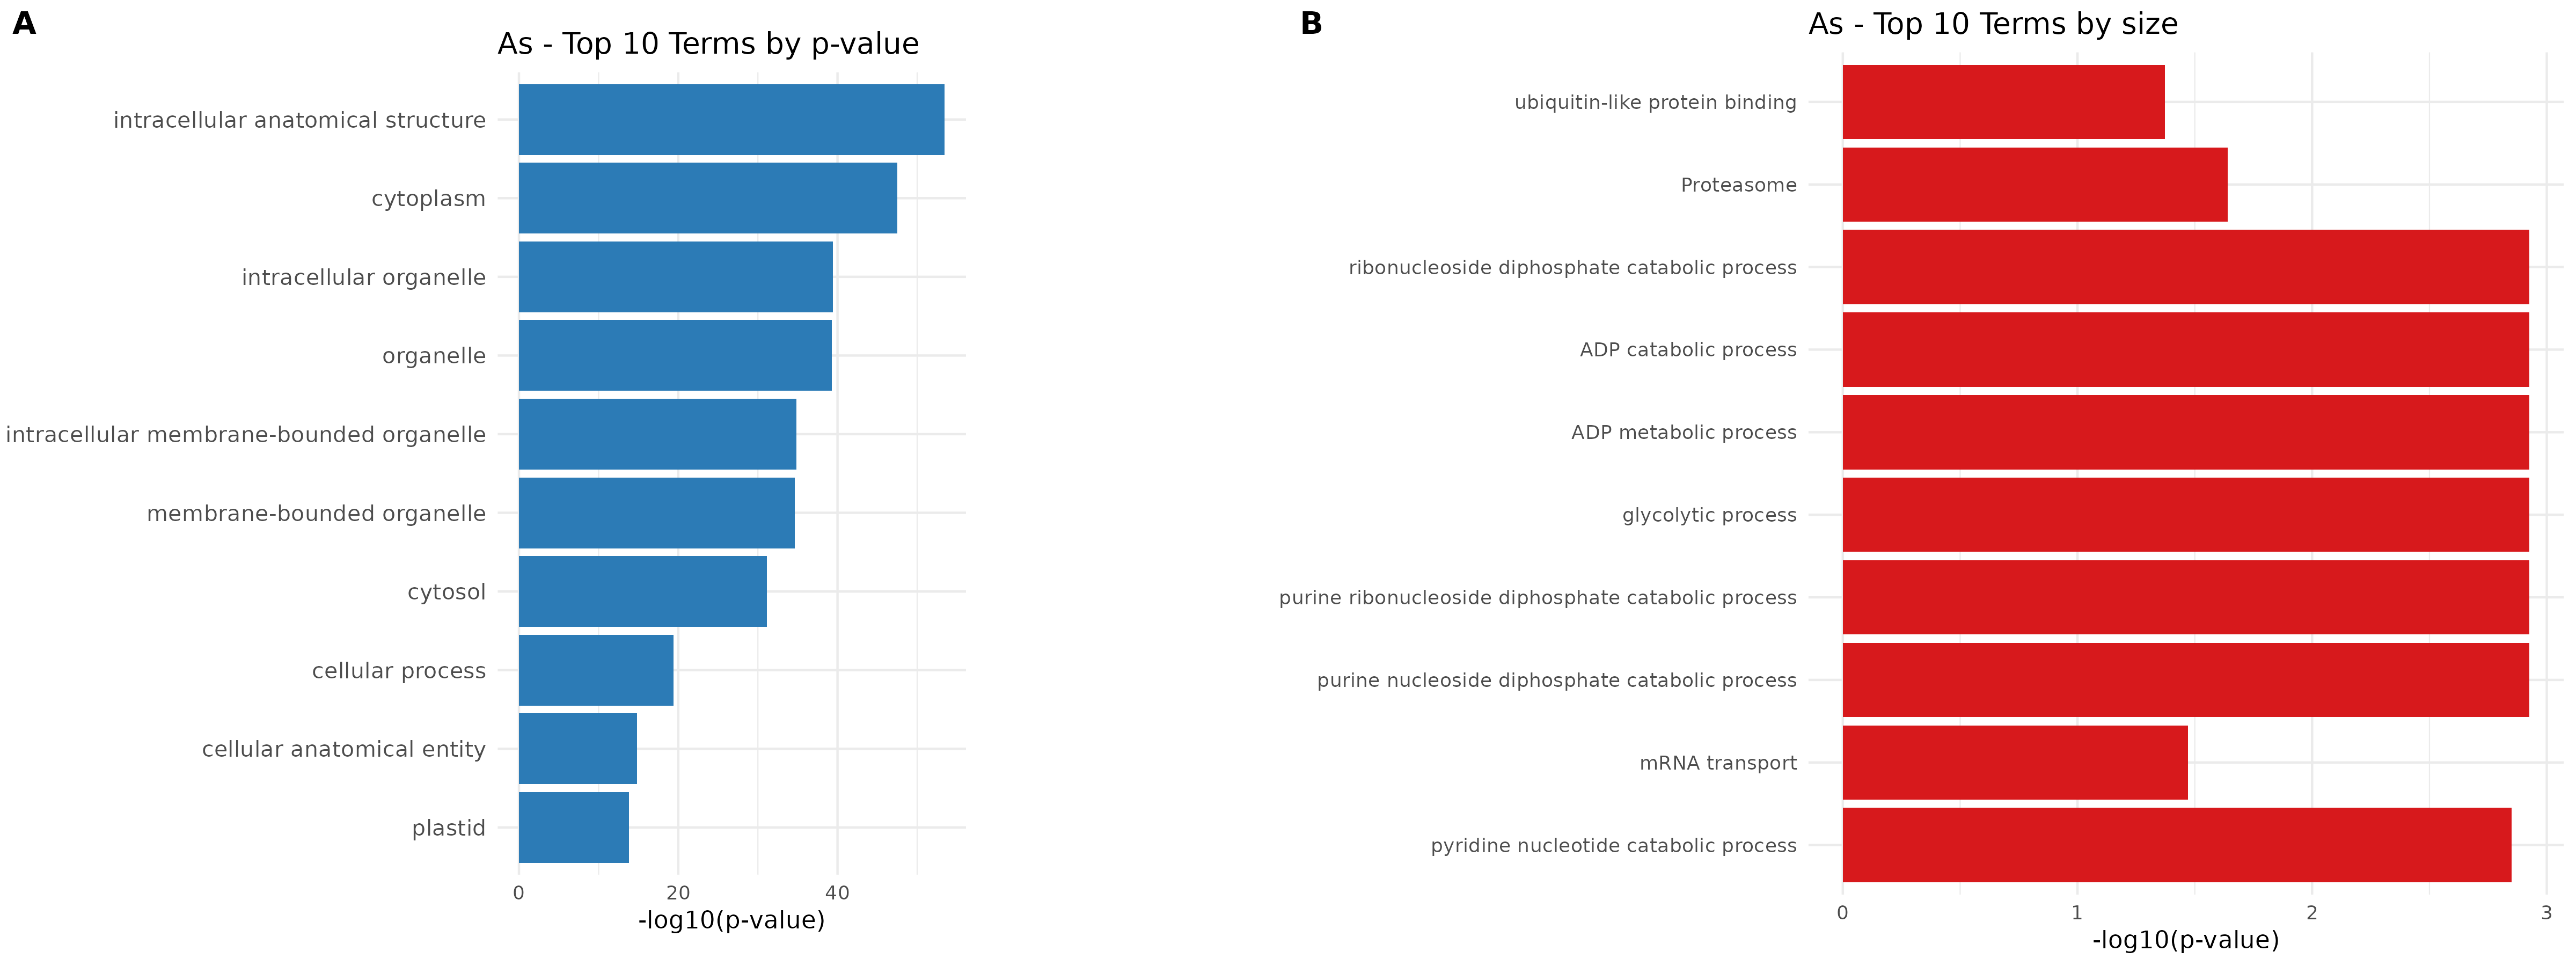 A
As - Top 10 Terms by p-value
intracellular anatomical structure
cytoplasm
intracellular organelle
organelle
intracellular membrane-bounded organelle
membrane-bounded organelle
cytosol
cellular process
cellular anatomical entity
plastid
0 20 40
-log10(p-value)
B
As - Top 10 Terms by size
ubiquitin-like protein binding
Proteasome
ribonucleoside diphosphate catabolic process
ADP catabolic process
ADP metabolic process
glycolytic process
purine ribonucleoside diphosphate catabolic process
purine nucleoside diphosphate catabolic process
mRNA transport
pyridine nucleotide catabolic process
0 1 2 3
-log10(p-value)